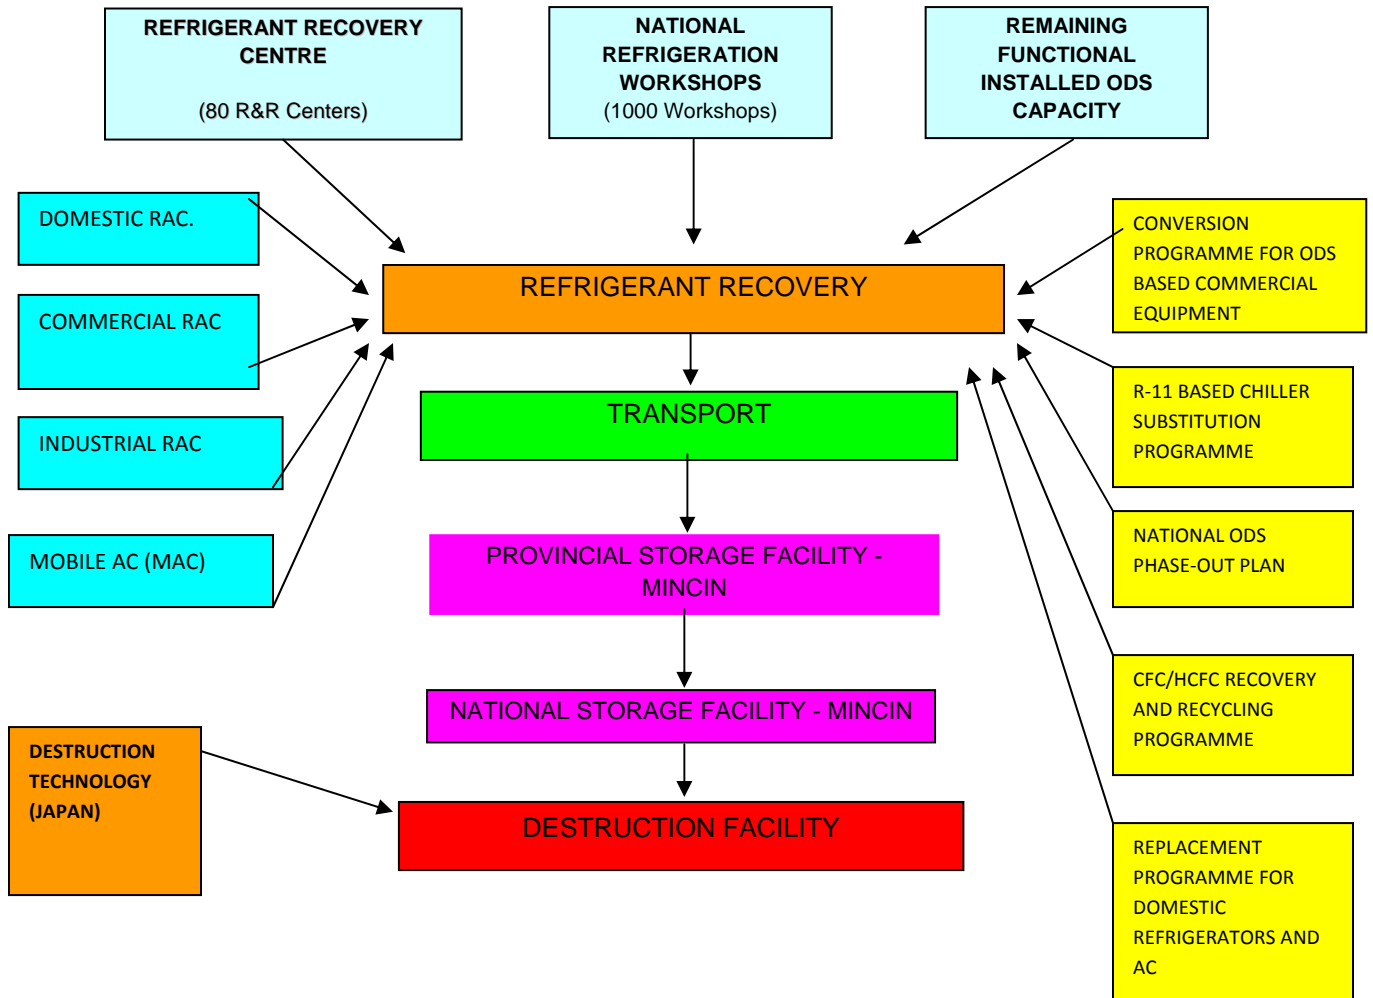 REFRIGERANT RECOVERY
CENTRE
(80 R&R Centers)
NATIONAL
REFRIGERATION
WORKSHOPS
(1000 Workshops)
REMAINING
FUNCTIONAL
INSTALLED ODS
CAPACITY
DOMESTIC RAC.
COMMERCIAL RAC
INDUSTRIAL RAC
MOBILE AC (MAC)
REFRIGERANT RECOVERY
TRANSPORT
PROVINCIAL STORAGE FACILITY -
MINCIN
NATIONAL STORAGE FACILITY - MINCIN
DESTRUCTION FACILITY
DESTRUCTION
TECHNOLOGY
(JAPAN)
CONVERSION
PROGRAMME FOR ODS
BASED COMMERCIAL
EQUIPMENT
R-11 BASED CHILLER
SUBSTITUTION
PROGRAMME
NATIONAL ODS
PHASE-OUT PLAN
CFC/HCFC RECOVERY
AND RECYCLING
PROGRAMME
REPLACEMENT
PROGRAMME FOR
DOMESTIC
REFRIGERATORS AND
AC